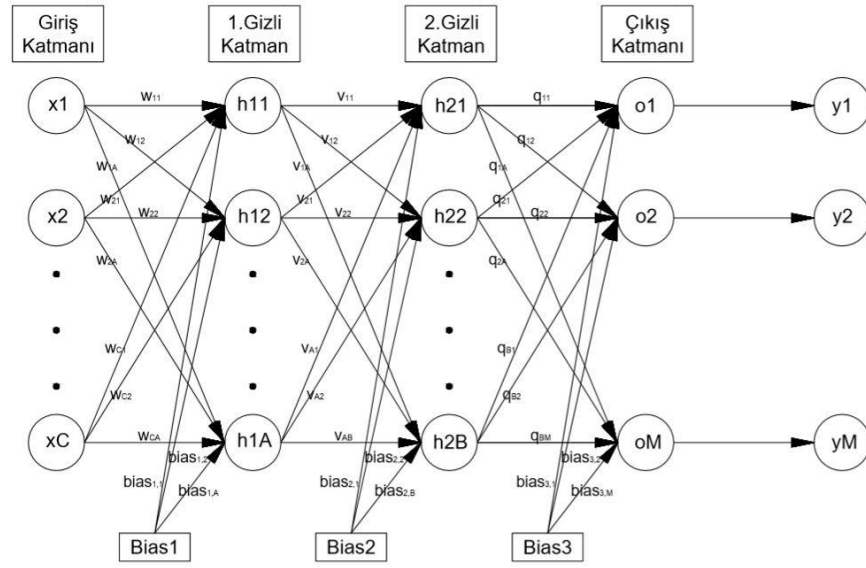 Giriş
Katmanı
1.Gizli
Katman
2.Gizli
Katman
Çıkış
Katmanı
x1 w11 h11 v11 h21 q11 o1 y1
w12 v12 q12
w1A v1A q1A
w21 v21 q21
x2 w22 h12 v22 h22 q22 o2 y2
w2A v2A q2A
wC1 vA1 qB1
wC2 vA2 qB2
xC wCA h1A vAB h2B qBM oM yM
bias1,2 bias2,2 bias3,2
bias1,1 bias2,1 bias3,1
bias1,A bias2,B bias3,M
Bias1 Bias2 Bias3